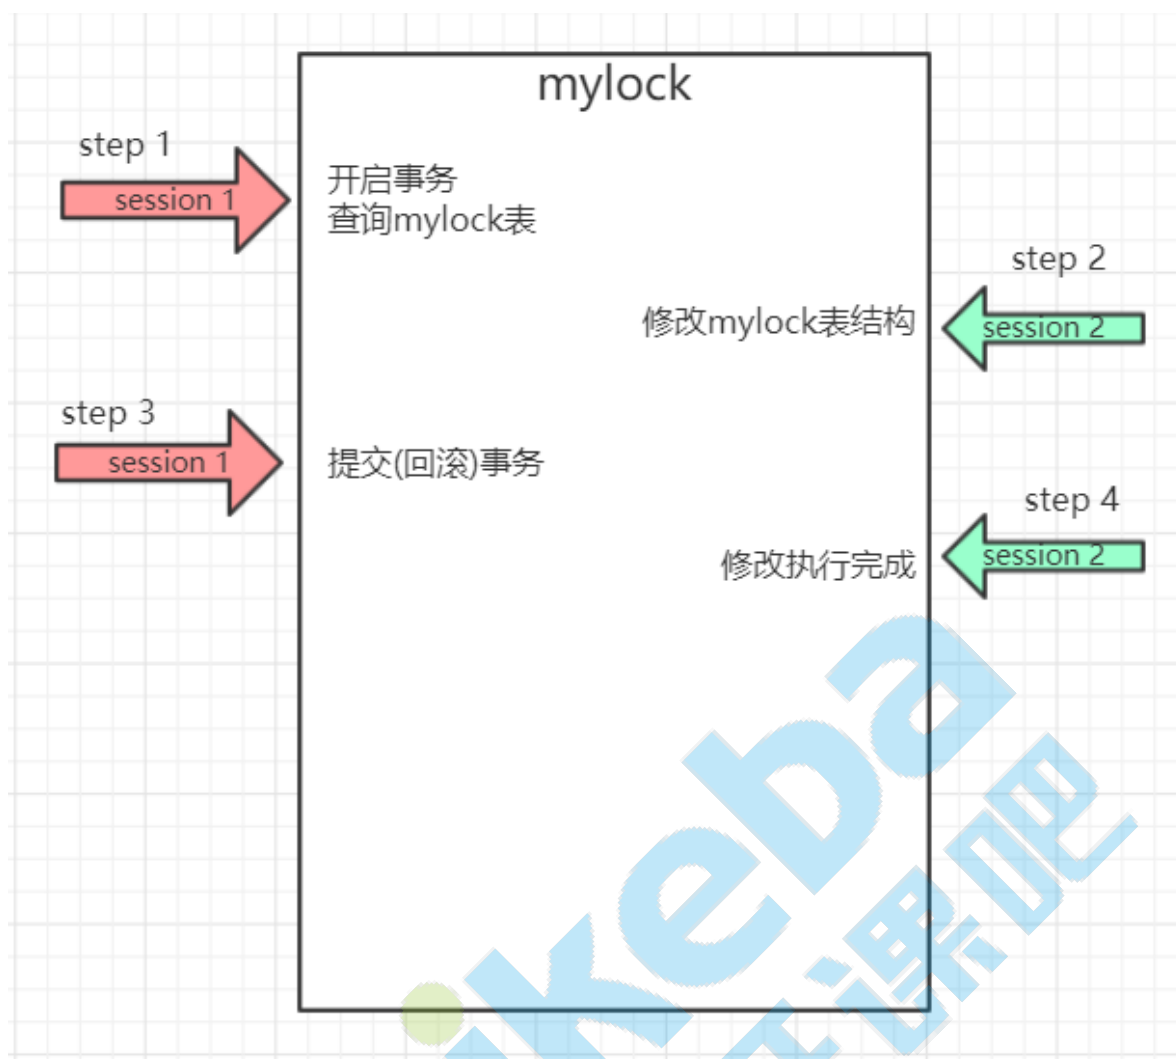 mylock
step 1
session 1
开启事务
查询mylock表
step 2
session 2
修改mylock表结构
step 3
session 1
提交(回滚)事务
step 4
session 2
修改执行完成
ikeba
课吧